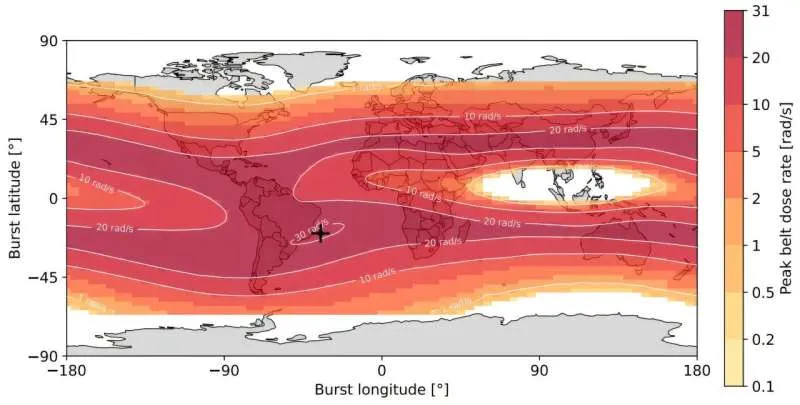 90
45
0
−45
−90
Burst latitude [°]
−180
−90
0
90
180
Burst longitude [°]
10 rad/s
20 rad/s
10 rad/s
20 rad/s
30 rad/s
10 rad/s
20 rad/s
20 rad/s
10 rad/s
31
20
10
5
2
1
0.5
0.2
0.1
Peak belt dose rate [rad/s]